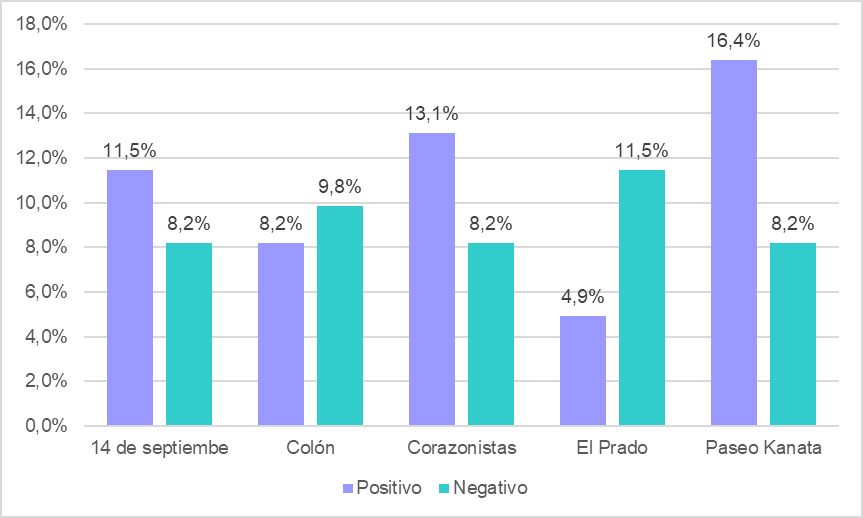 18,0%
16,0%
14,0%
12,0%
10,0%
8,0%
6,0%
4,0%
2,0%
0,0%
11,5%
8,2%
8,2%
9,8%
13,1%
8,2%
4,9%
11,5%
16,4%
8,2%
14 de septiembe
Colón
Corazonistas
El Prado
Paseo Kanata
Positivo
Negativo